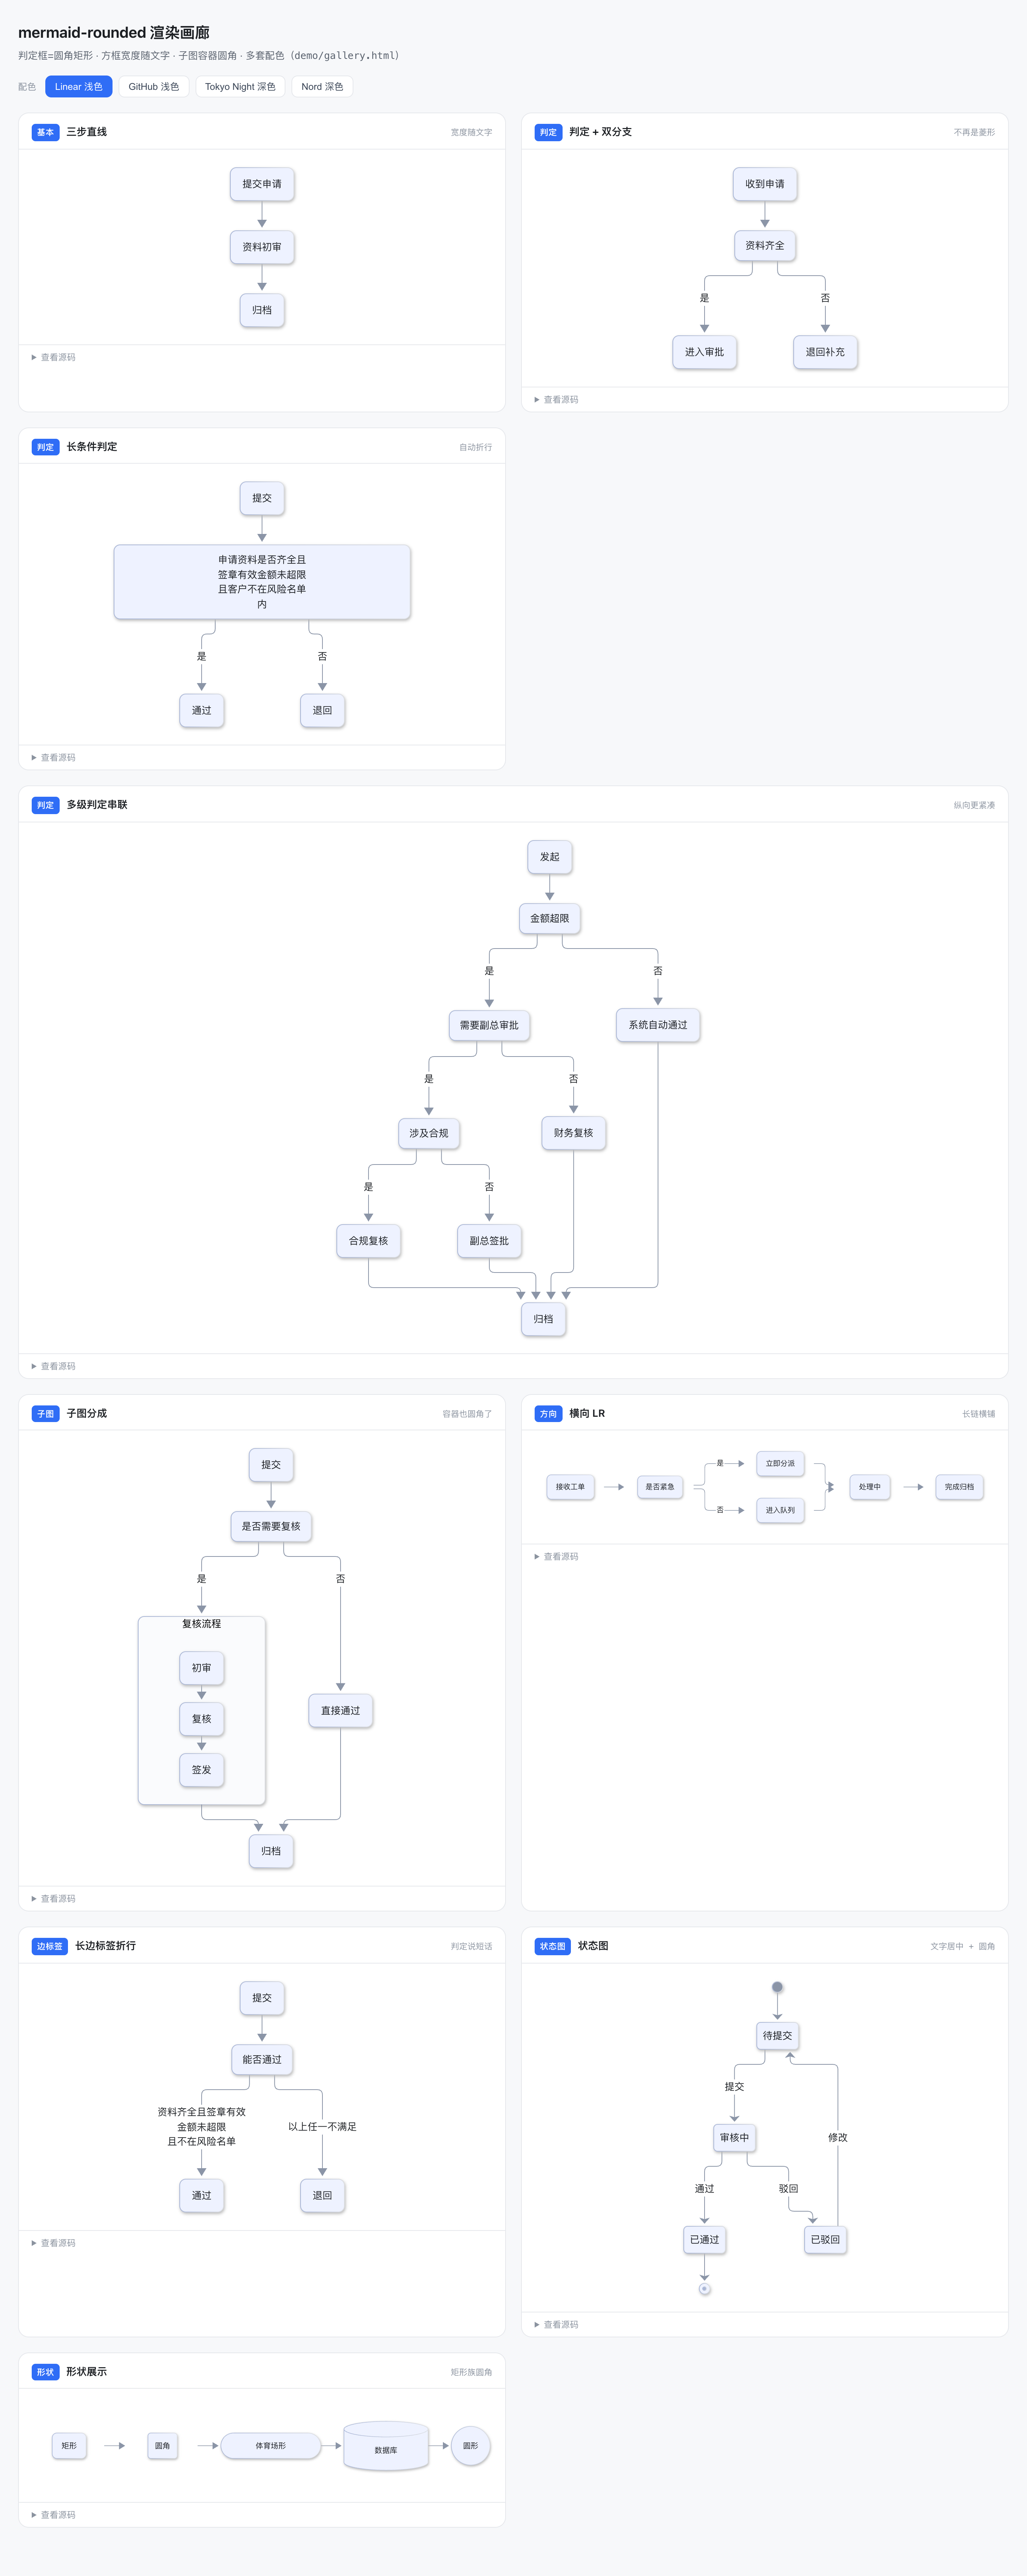 mermaid-rounded 渲染画廊
判定框=圆角矩形 · 方框宽度随文字 · 子图容器圆角 · 多套配色（demo/gallery.html）
配色 Linear 浅色 GitHub 浅色 Tokyo Night 深色 Nord 深色
基本 三步直线 宽度随文字
提交申请
资料初审
归档
▶ 查看源码
判定 判定 + 双分支 不再是菱形
收到申请
资料齐全
是 否
进入审批 退回补充
▶ 查看源码
判定 长条件判定 自动折行
提交
申请资料是否齐全且
签章有效金额未超限
且客户不在风险名单
内
是 否
通过 退回
▶ 查看源码
判定 多级判定串联 纵向更紧凑
发起
金额超限
是 否
需要副总审批 系统自动通过
是 否
涉及合规 财务复核
是 否
合规复核 副总签批
归档
▶ 查看源码
子图 子图分成 容器也圆角了
提交
是否需要复核
是 否
复核流程
初审
复核
直接通过
签发
归档
▶ 查看源码
方向 横向 LR 长链横铺
是 立即分派
接收工单 是否紧急 处理中 完成归档
否 进入队列
▶ 查看源码
边标签 长边标签折行 判定说短话
提交
能否通过
资料齐全且签章有效
金额未超限
且不在风险名单
以上任一不满足
通过 退回
▶ 查看源码
状态图 状态图 文字居中 + 圆角
待提交
提交
审核中 修改
通过 驳回
已通过 已驳回
▶ 查看源码
形状 形状展示 矩形族圆角
矩形 圆角 体育场形 数据库 圆形
▶ 查看源码